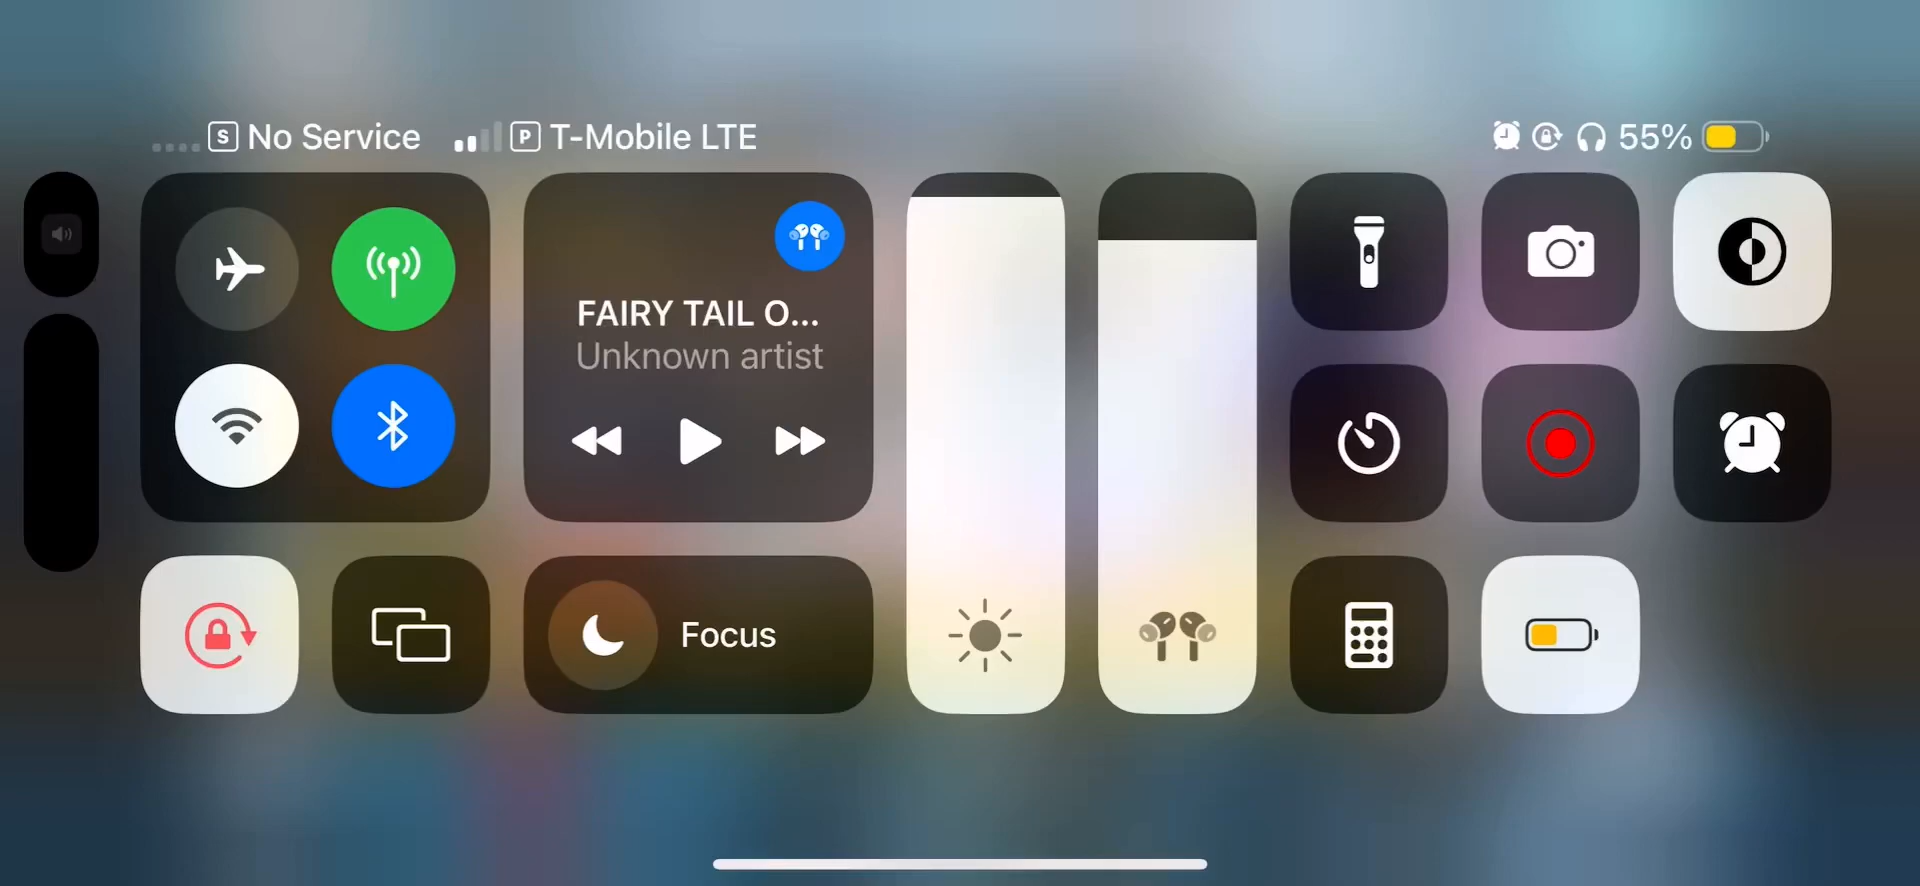 S No Service P T-Mobile LTE 55%
FAIRY TAIL O...
Unknown artist
Focus